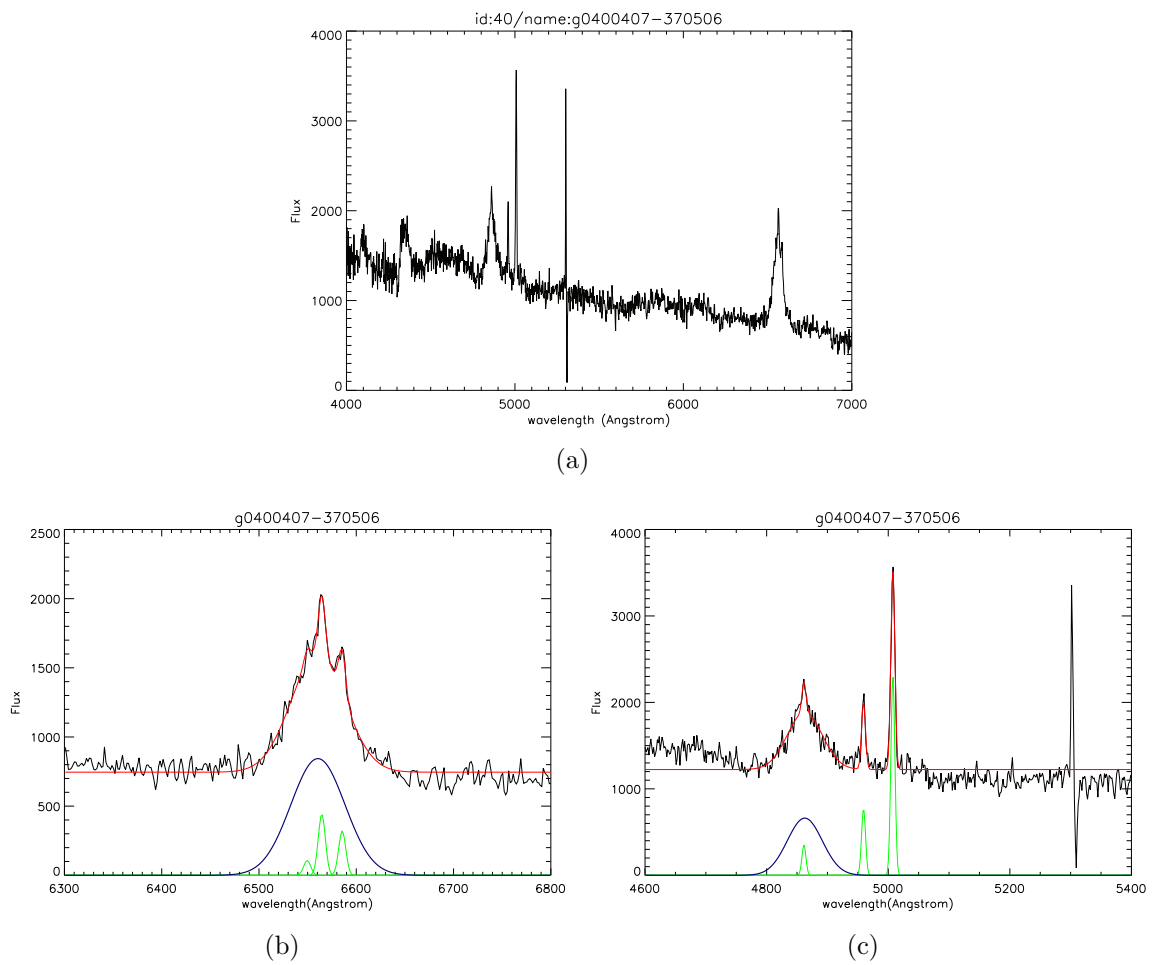 id:40/name:g0400407-370506
4000
3000
2000
1000
0
Flux
4000 5000 6000 7000
wavelength (Angstrom)
(a)
g0400407-370506
2500
2000
1500
1000
500
0
Flux
6300 6400 6500 6600 6700 6800
wavelength(Angstrom)
(b)
g0400407-370506
4000
3000
2000
1000
0
Flux
4600 4800 5000 5200 5400
wavelength(Angstrom)
(c)